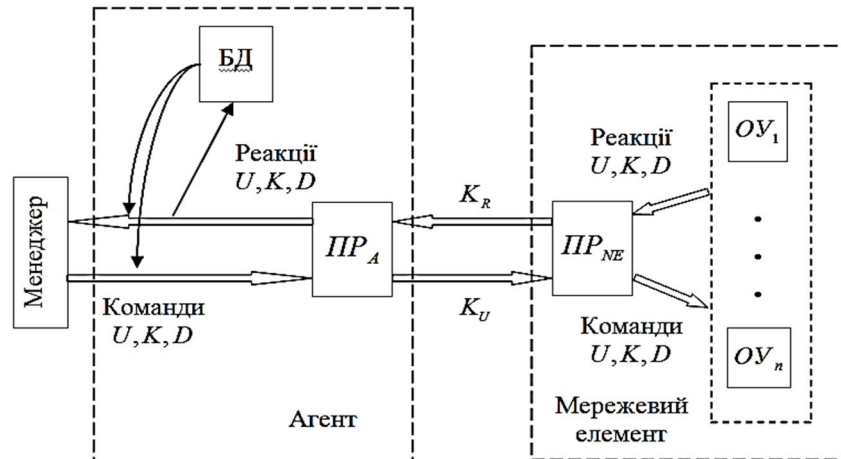 БД
Реакції
U, K, D
Менеджер
ПР_A
Команди
U, K, D
Агент
K_R
K_U
ПР_NE
Реакції
U, K, D
Команди
U, K, D
ОУ_1
ОУ_n
Мережевий
елемент